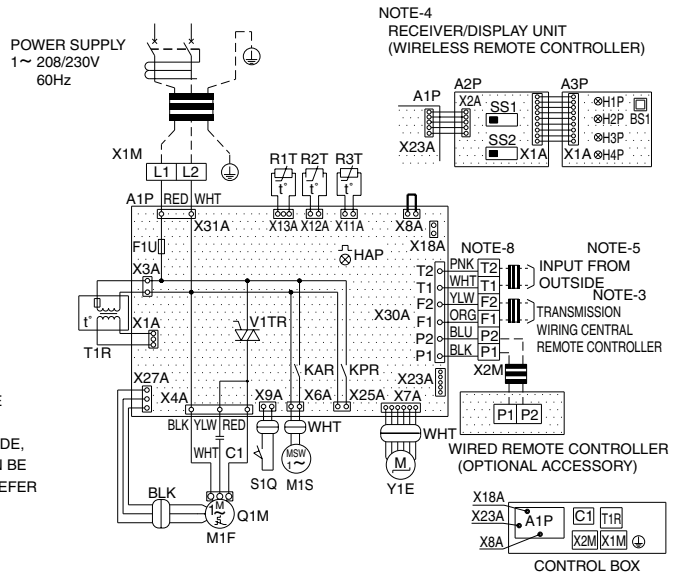 NOTE-4
RECEIVER/DISPLAY UNIT
(WIRELESS REMOTE CONTROLLER)
POWER SUPPLY
1~ 208/230V
60Hz
A1P
X23A
A2P
X2A
SS1
SS2
X1A
A3P
X1A
H1P
H2P
H3P
H4P
BS1
X1M
L1 L2
R1T R2T R3T
t° t° t°
A1P RED WHT
X31A
X13A X12A X11A
X8A
X18A
F1U
HAP
X3A
t°
T1R
X1A
V1TR
NOTE-8
NOTE-5
T2 PNK T2
INPUT FROM
OUTSIDE
T1 WHT T1
NOTE-3
F2 YLW F2
TRANSMISSION
WIRING CENTRAL
REMOTE CONTROLLER
X30A
F1 ORG F1
P2 BLU P2
P1 BLK P1
X2M
X27A
KAR
KPR
X23A
X4A
X9A
X6A
X25A
X7A
BLK YLW RED
WHT C1
S1Q
WHT
MSW
1~
M1S
WHT
M
Y1E
P1 P2
WIRED REMOTE CONTROLLER
(OPTIONAL ACCESSORY)
E
DE,
N BE
EFER
BLK
M
1~
Q1M
M1F
X18A
X23A
X8A
A1P
C1 T1R
X2M X1M
CONTROL BOX